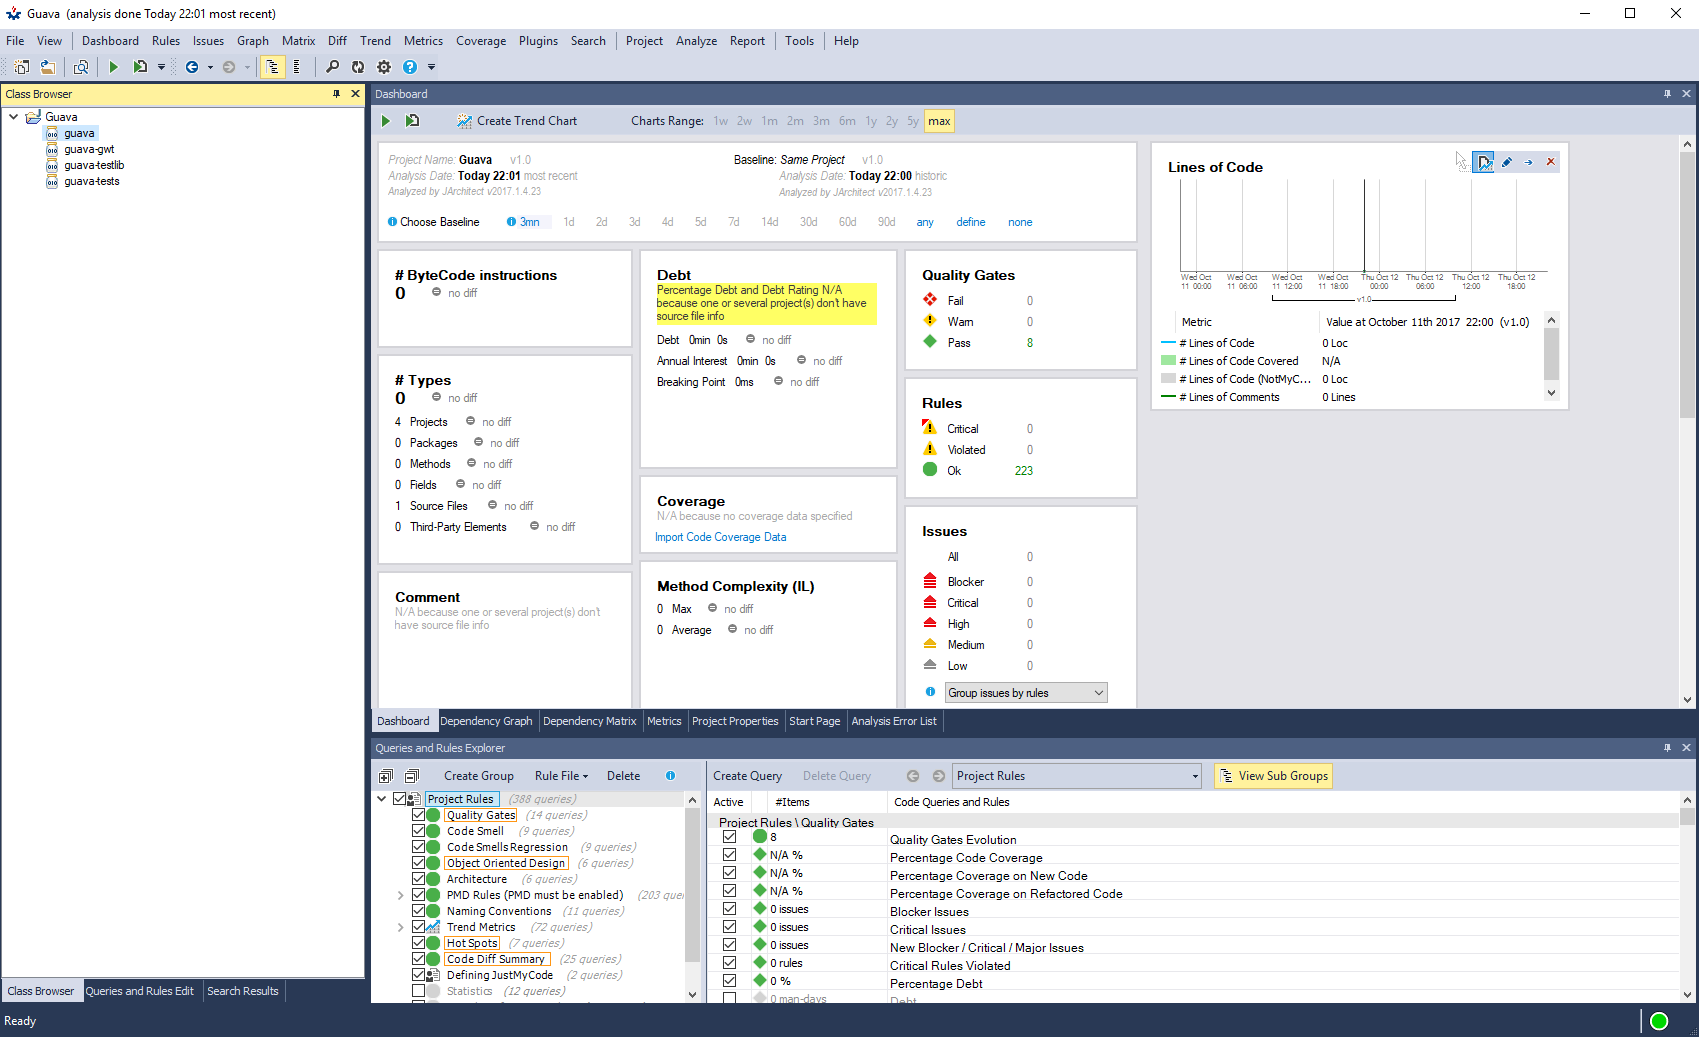 Guava (analysis done Today 22:01 most recent)
File View Dashboard Rules Issues Graph Matrix Diff Trend Metrics Coverage Plugins Search Project Analyze Report Tools Help
Class Browser
Guava
guava
guava-gwt
guava-testlib
guava-tests
Class Browser Queries and Rules Edit Search Results
Dashboard
Create Trend Chart Charts Range: 1w 2w 1m 2m 3m 6m 1y 2y 5y max
Project Name: Guava v1.0
Analysis Date: Today 22:01 most recent
Analyzed by JArchitect v2017.1.4.23
Baseline: Same Project v1.0
Analysis Date: Today 22:00 historic
Analyzed by JArchitect v2017.1.4.23
Choose Baseline 3mn 1d 2d 3d 4d 5d 7d 14d 30d 60d 90d any define none
# ByteCode instructions
0 no diff
# Types
0 no diff
4 Projects no diff
0 Packages no diff
0 Methods no diff
0 Fields no diff
1 Source Files no diff
0 Third-Party Elements no diff
Comment
N/A because one or several project(s) don't
have source file info
Debt
Percentage Debt and Debt Rating N/A
because one or several project(s) don't have
source file info
Debt 0min 0s no diff
Annual Interest 0min 0s no diff
Breaking Point 0ms no diff
Coverage
N/A because no coverage data specified
Import Code Coverage Data
Method Complexity (IL)
0 Max no diff
0 Average no diff
Quality Gates
Fail 0
Warn 0
Pass 8
Rules
Critical 0
Violated 0
Ok 223
Issues
All 0
Blocker 0
Critical 0
High 0
Medium 0
Low 0
Group issues by rules
Lines of Code
Wed Oct Wed Oct Wed Oct Wed Oct Thu Oct 12 Thu Oct 12 Thu Oct 12 Thu Oct 12
11 00:00 11 06:00 11 12:00 11 18:00 00:00 06:00 12:00 18:00
v1.0
Metric Value at October 11th 2017 22:00 (v1.0)
# Lines of Code 0 Loc
# Lines of Code Covered N/A
# Lines of Code (NotMyC... 0 Loc
# Lines of Comments 0 Lines
Dashboard Dependency Graph Dependency Matrix Metrics Project Properties Start Page Analysis Error List
Queries and Rules Explorer
Create Group Rule File Delete
Project Rules (388 queries)
Quality Gates (14 queries)
Code Smell (9 queries)
Code Smells Regression (9 queries)
Object Oriented Design (6 queries)
Architecture (6 queries)
PMD Rules (PMD must be enabled) (203 quer
Naming Conventions (11 queries)
Trend Metrics (72 queries)
Hot Spots (7 queries)
Code Diff Summary (25 queries)
Defining JustMyCode (2 queries)
Statistics (12 queries)
Create Query Delete Query Project Rules View Sub Groups
Active #Items Code Queries and Rules
Project Rules \ Quality Gates
8 Quality Gates Evolution
N/A % Percentage Code Coverage
N/A % Percentage Coverage on New Code
N/A % Percentage Coverage on Refactored Code
0 issues Blocker Issues
0 issues Critical Issues
0 issues New Blocker / Critical / Major Issues
0 rules Critical Rules Violated
0 % Percentage Debt
0 man-days Debt
Ready